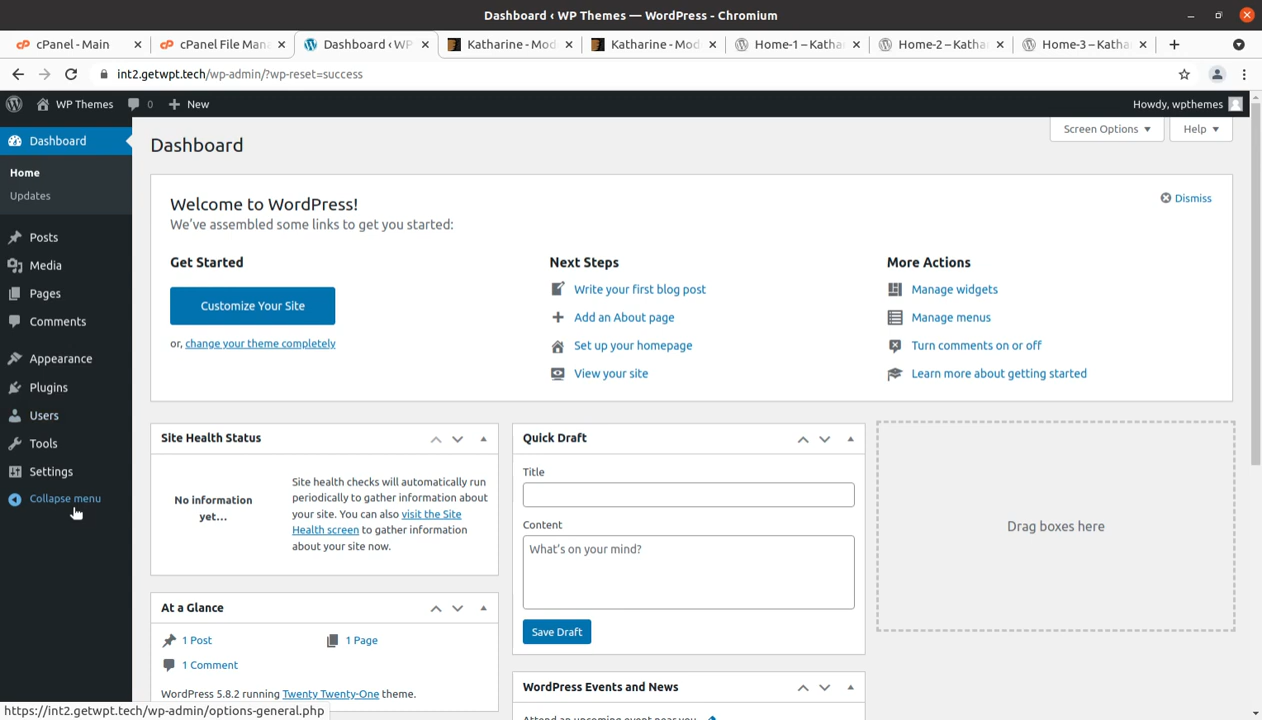 Dashboard ‹ WP Themes — WordPress - Chromium
cPanel - Main
cPanel File Man
Dashboard ‹ WP
Katharine - Mod
Katharine - Mod
Home-1 – Katha
Home-2 – Katha
Home-3 – Katha
int2.getwpt.tech/wp-admin/?wp-reset=success
WP Themes
0
New
Howdy, wpthemes
Dashboard
Home
Updates
Posts
Media
Pages
Comments
Appearance
Plugins
Users
Tools
Settings
Collapse menu
Dashboard
Screen Options
Help
Welcome to WordPress!
We've assembled some links to get you started:
Dismiss
Get Started
Customize Your Site
or, change your theme completely
Next Steps
Write your first blog post
Add an About page
Set up your homepage
View your site
More Actions
Manage widgets
Manage menus
Turn comments on or off
Learn more about getting started
Site Health Status
No information
yet...
Site health checks will automatically run
periodically to gather information about
your site. You can also visit the Site
Health screen to gather information
about your site now.
At a Glance
1 Post
1 Page
1 Comment
WordPress 5.8.2 running Twenty Twenty-One theme.
Quick Draft
Title
Content
What's on your mind?
Save Draft
WordPress Events and News
Attend an upcoming event near you
Drag boxes here
https://int2.getwpt.tech/wp-admin/options-general.php